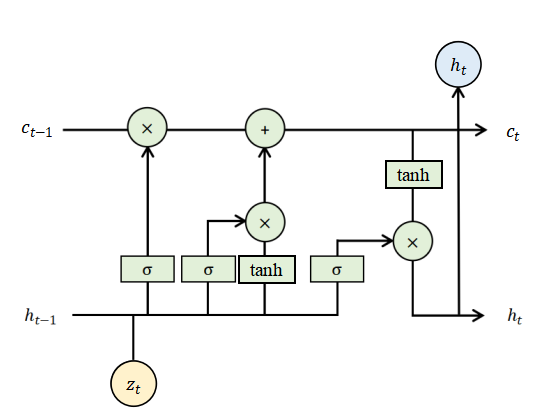 h_t
c_{t-1}
×
+
c_t
tanh
×
×
σ
σ
tanh
σ
h_{t-1}
h_t
z_t